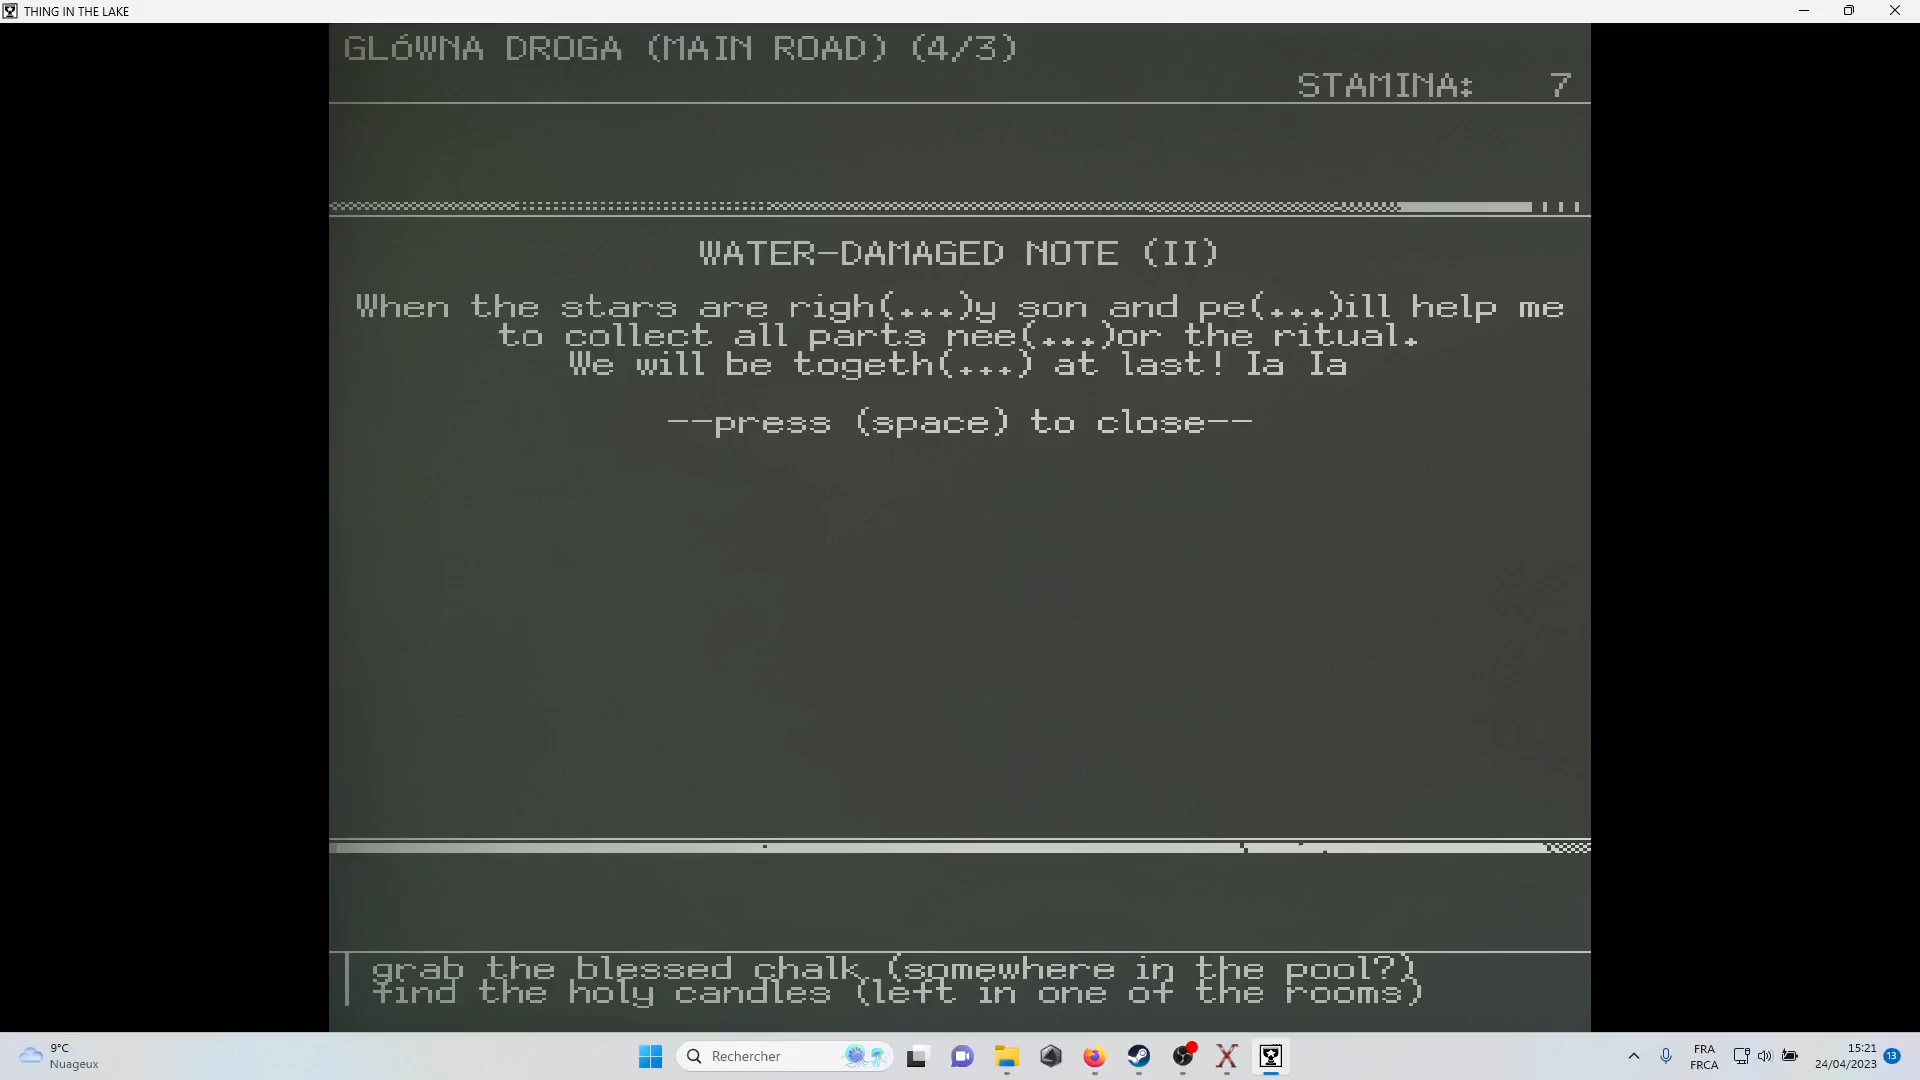 THING IN THE LAKE
GLóWNA DROGA (MAIN ROAD) (4/3)
STAMINA: 7
WATER-DAMAGED NOTE (II)
When the stars are righ(...)y son and pe(...)ill help me
to collect all parts nee(...)or the ritual.
We will be togeth(...) at last! Ia Ia
--press (space) to close--
grab the blessed chalk (somewhere in the pool?)
find the holy candles (left in one of the rooms)
9°C
Nuageux
Rechercher
FRA
FRCA
15:21
24/04/2023
13